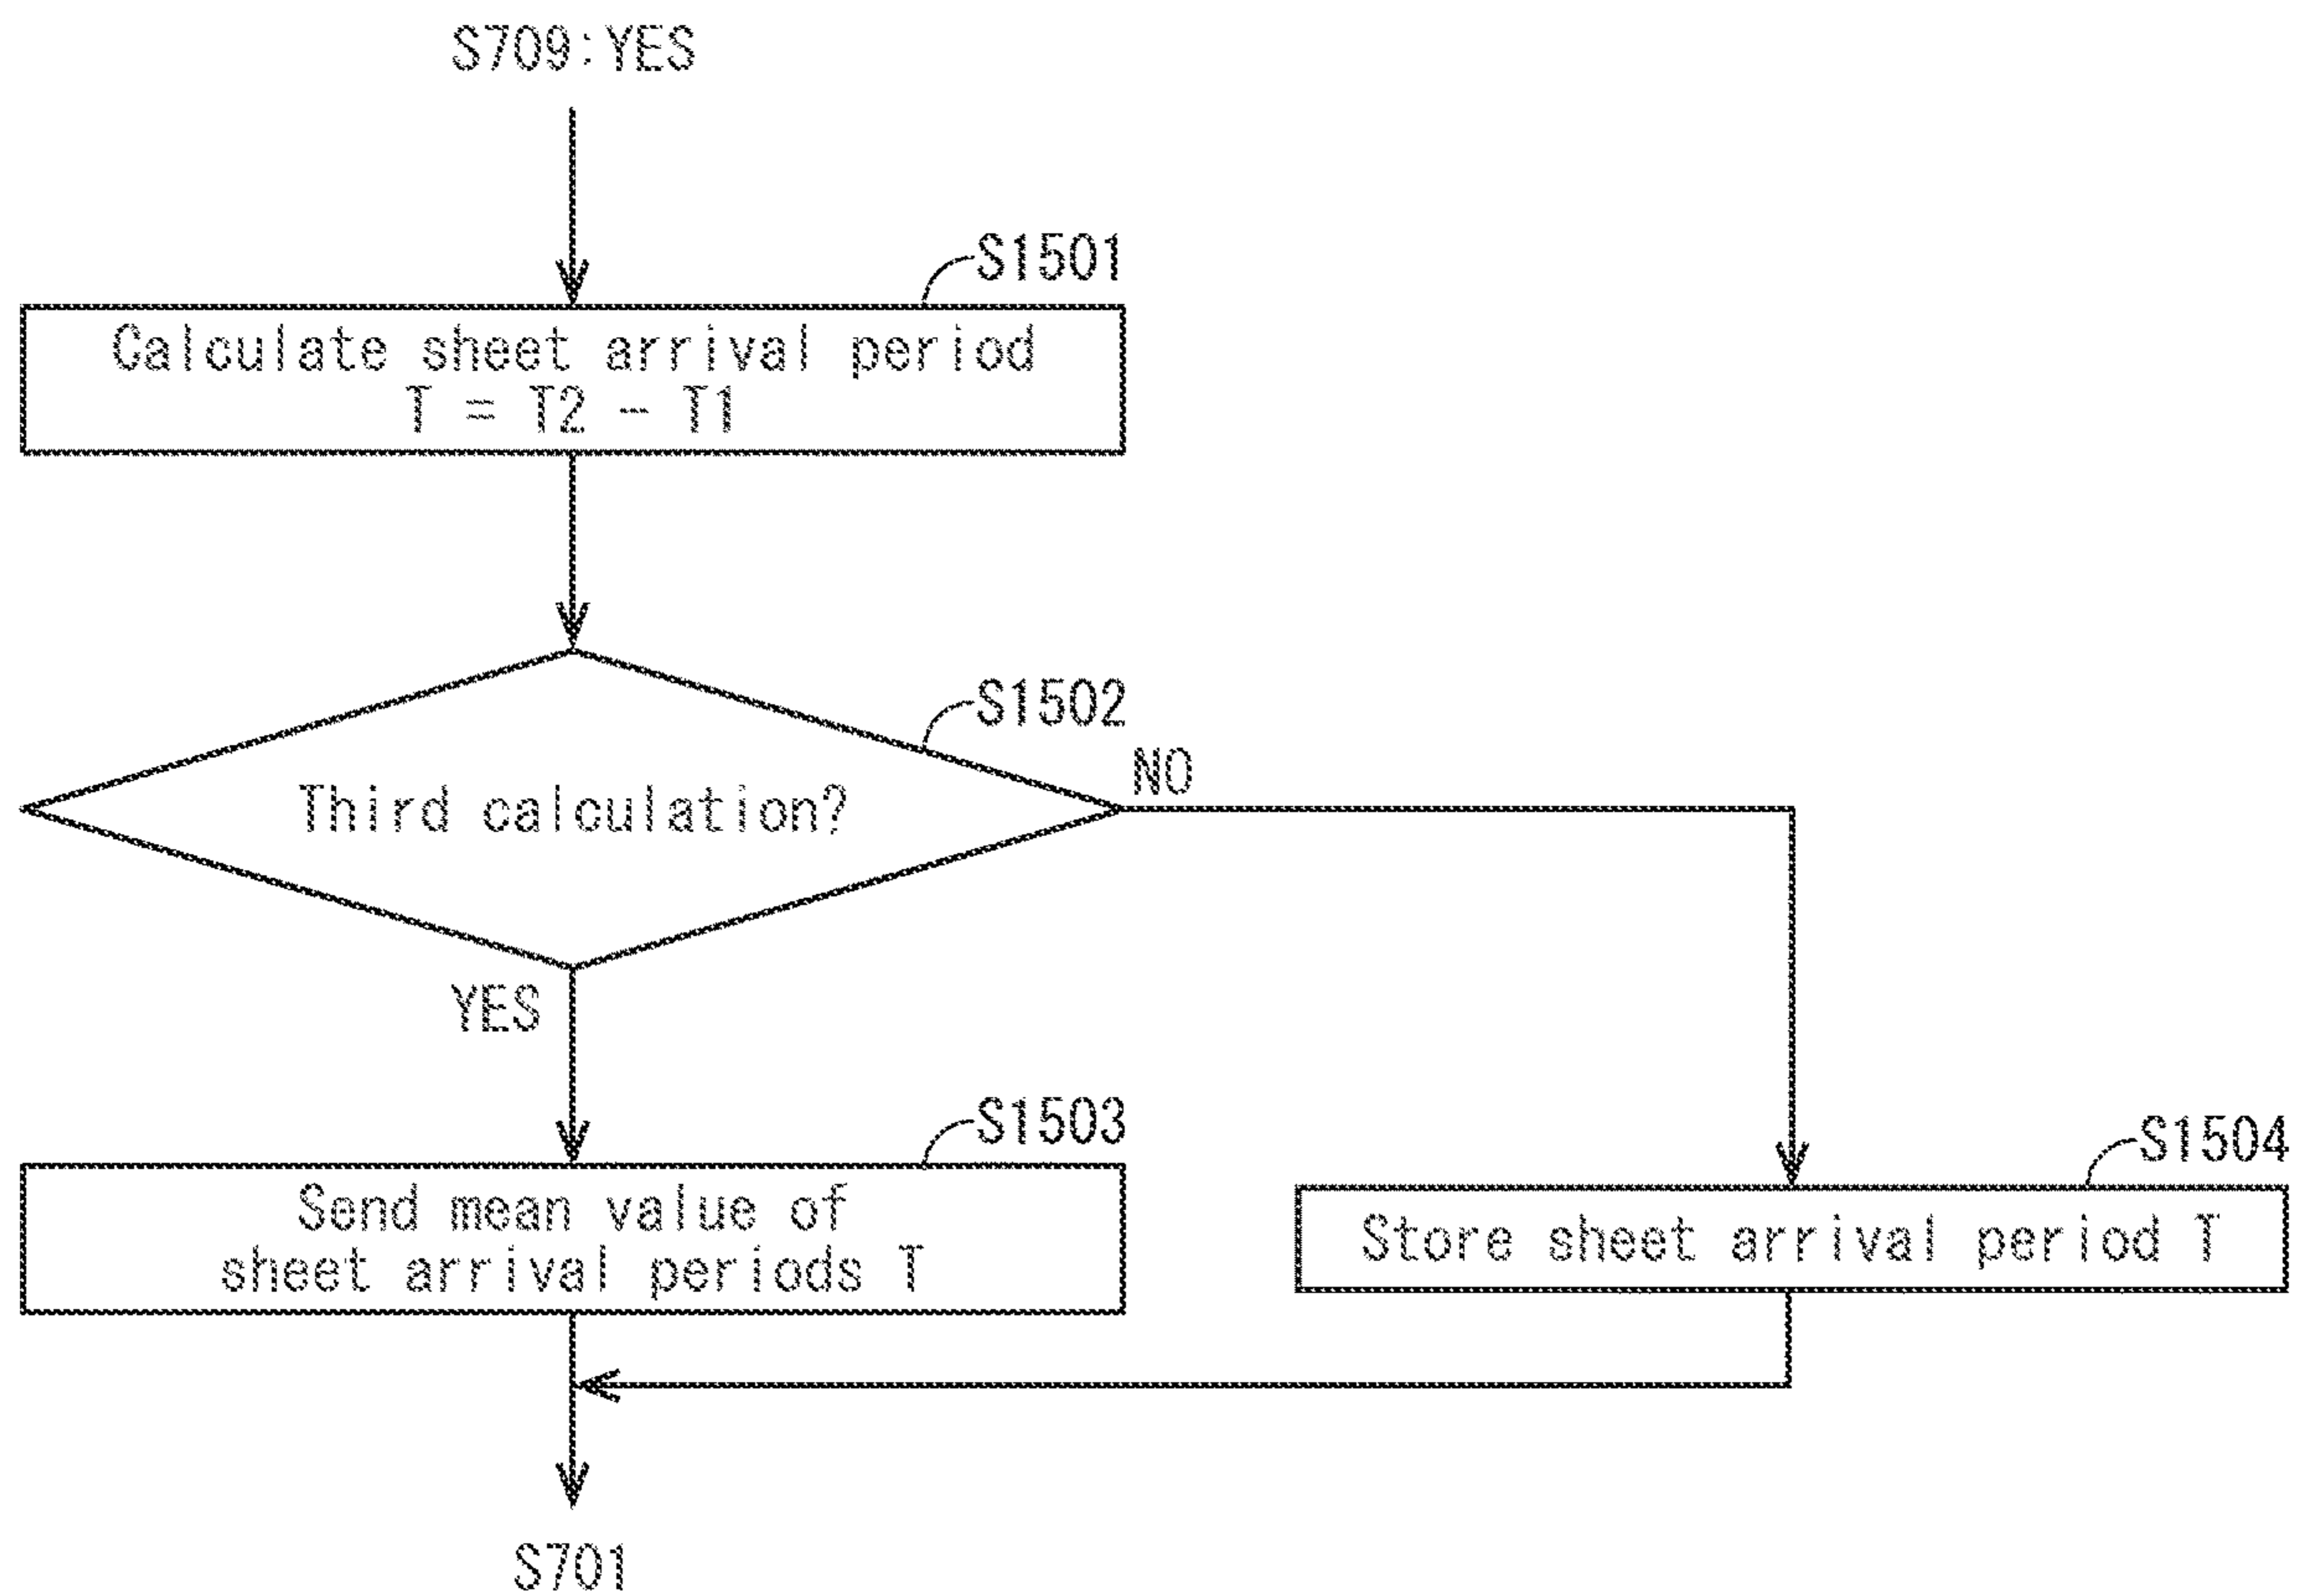 S709:YES
S1501
Calculate sheet arrival period
T = T2 - T1
S1502
NO
Third calculation?
YES
S1503
Send mean value of
sheet arrival periods T
S1504
Store sheet arrival period T
S701